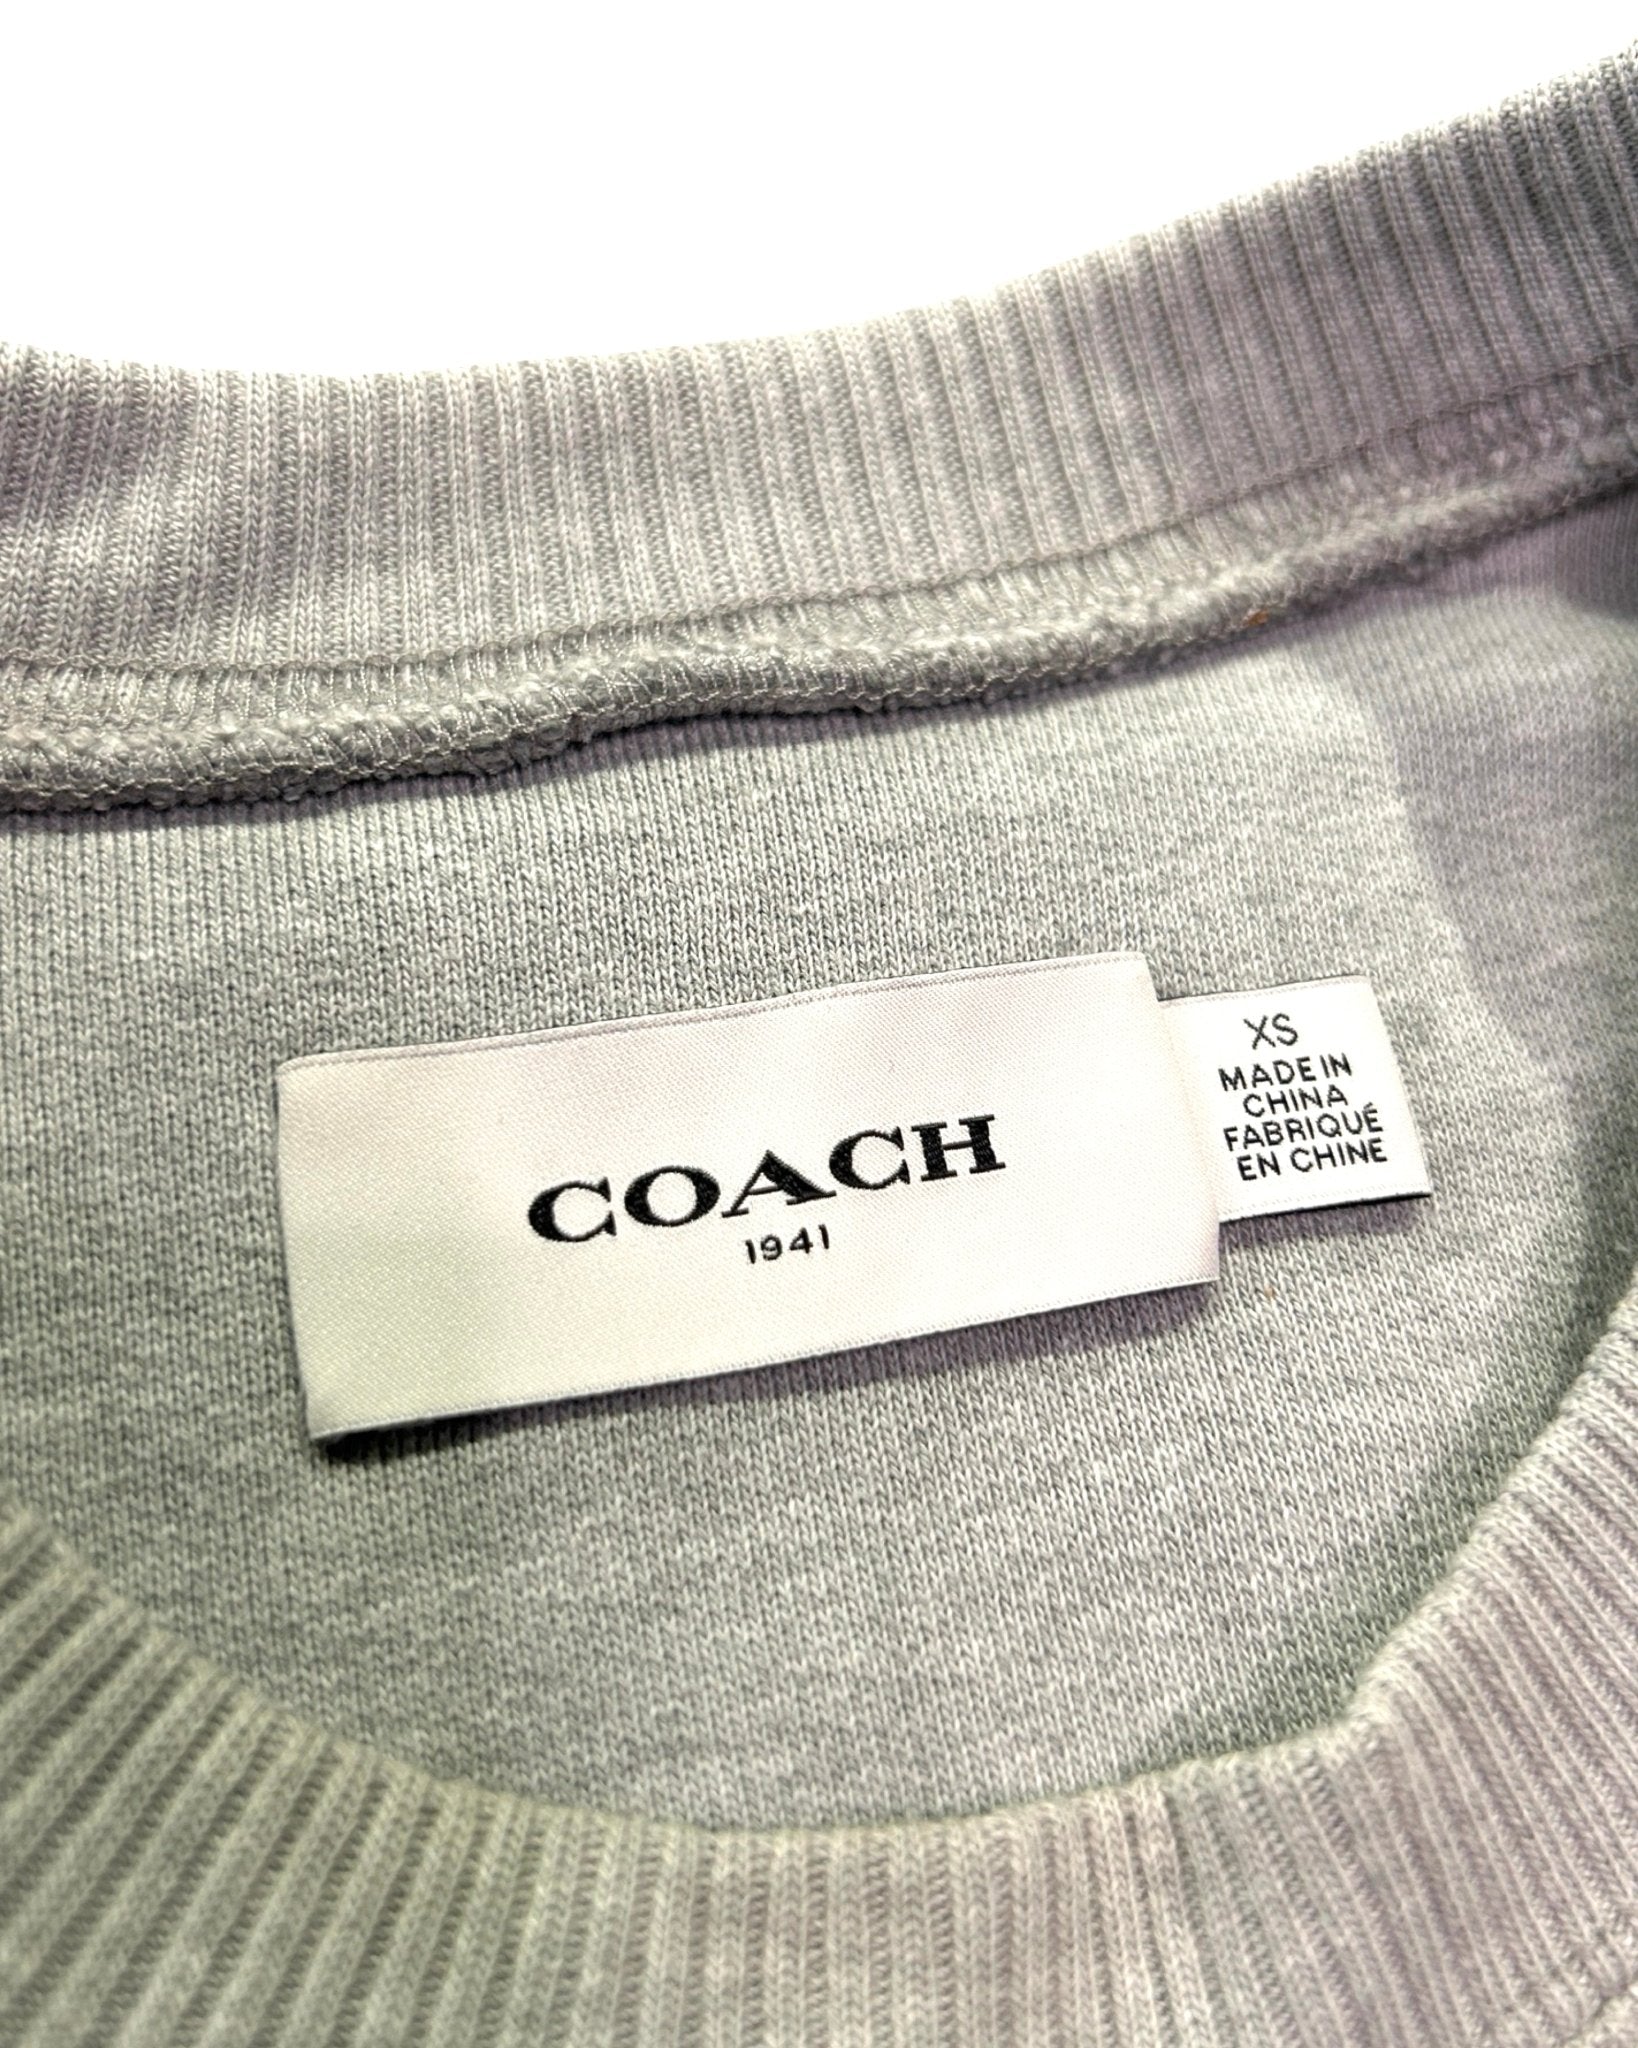 COACH
1941
XS
MADE IN
CHINA
FABRIQUÉ
EN CHINE